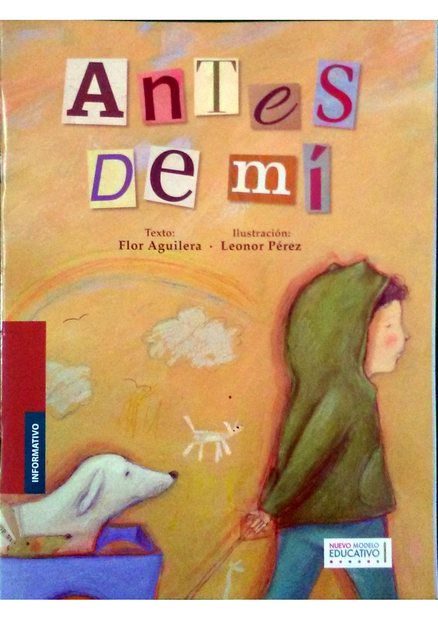 ANTES
DE mí
Texto: Ilustración:
Flor Aguilera · Leonor Pérez
INFORMATIVO
NUEVO MODELO
EDUCATIVO